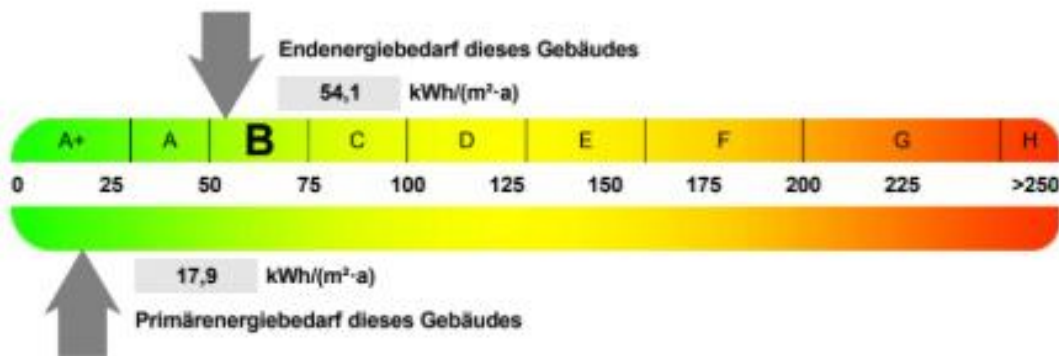 Endenergiebedarf dieses Gebäudes
54,1 kWh/(m²·a)
A+ A B C D E F G H
0 25 50 75 100 125 150 175 200 225 >250
17,9 kWh/(m²·a)
Primärenergiebedarf dieses Gebäudes